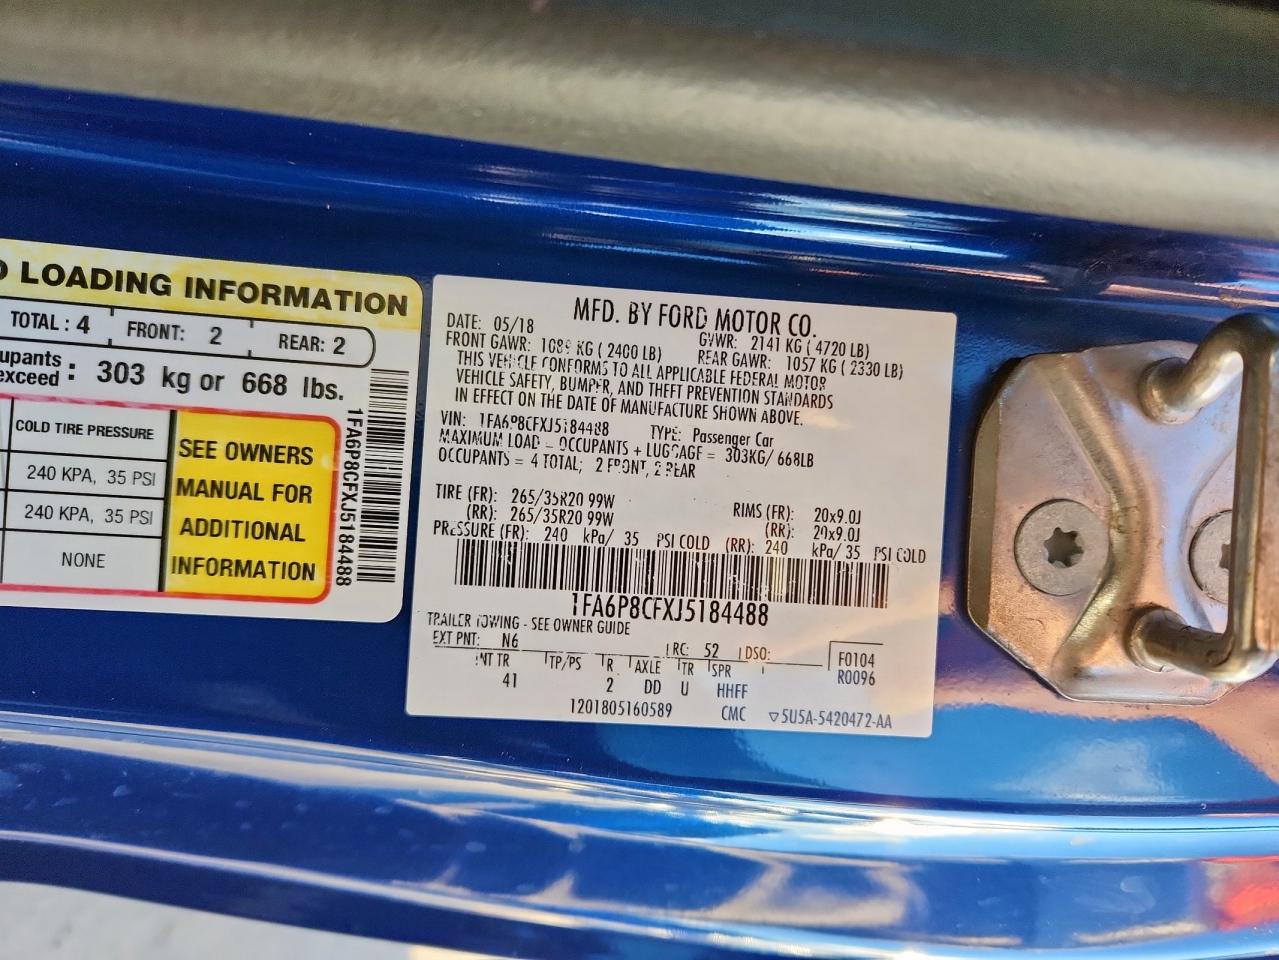 LOADING INFORMATION
TOTAL: 4 FRONT: 2 REAR: 2
exceed: 303 kg or 668 lbs.
COLD TIRE PRESSURE
240 KPA, 35 PSI
240 KPA, 35 PSI
NONE
SEE OWNERS
MANUAL FOR
ADDITIONAL
INFORMATION
1FA6P8CFXJ5184488
MFD. BY FORD MOTOR CO.
DATE: 05/18 GVWR: 2141 KG ( 4720 LB)
FRONT GAWR: 1089 KG ( 2400 LB) REAR GAWR: 1057 KG ( 2330 LB)
THIS VEHICLE CONFORMS TO ALL APPLICABLE FEDERAL MOTOR
VEHICLE SAFETY, BUMPER, AND THEFT PREVENTION STANDARDS
IN EFFECT ON THE DATE OF MANUFACTURE SHOWN ABOVE.
VIN: 1FA6P8CFXJ5184488 TYPE: Passenger Car
MAXIMUM LOAD = OCCUPANTS + LUGGAGE = 303KG/ 668LB
OCCUPANTS = 4 TOTAL; 2 FRONT, 2 REAR
TIRE (FR): 265/35R20 99W RIMS (FR): 20x9.0J
(RR): 265/35R20 99W (RR): 20x9.0J
PRESSURE (FR): 240 kPa/ 35 PSI COLD (RR): 240 kPa/ 35 PSI COLD
1FA6P8CFXJ5184488
TRAILER TOWING - SEE OWNER GUIDE
EXT PNT: N6 RC: 52 DSO: F0104
INT TR TP/PS R AXLE TR SPR R0096
41 2 DD U HHFF
1201805160589 CMC ▽5U5A-5420472-AA